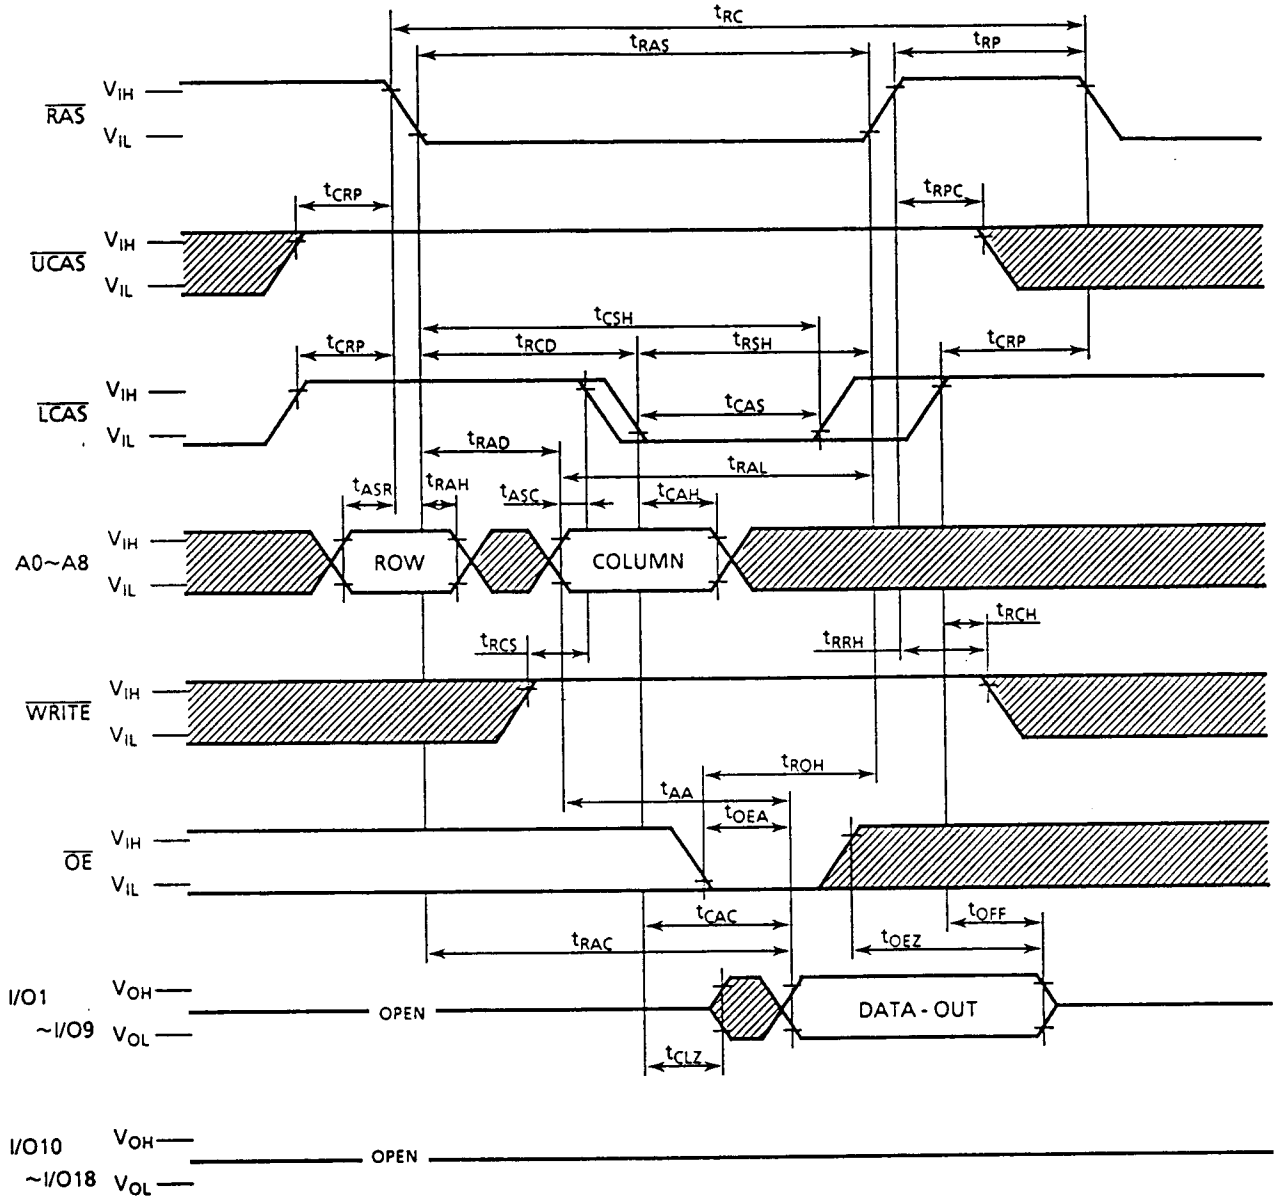 tRC
tRAS
tRP
RAS
VIH
VIL
tCRP
tRPC
UCAS
VIH
VIL
tCSH
tCRP
tRCD
tRSH
tCRP
LCAS
VIH
VIL
tCAS
tRAD
tRAL
tASR
tRAH
tASC
tCAH
A0~A8
VIH
VIL
ROW
COLUMN
tRCS
tRRH
tRCH
WRITE
VIH
VIL
tROH
tAA
tOEA
OE
VIH
VIL
tCAC
tOFF
tRAC
tOEZ
I/O1
~I/O9
VOH
VOL
OPEN
DATA - OUT
tCLZ
I/O10
~I/O18
VOH
VOL
OPEN